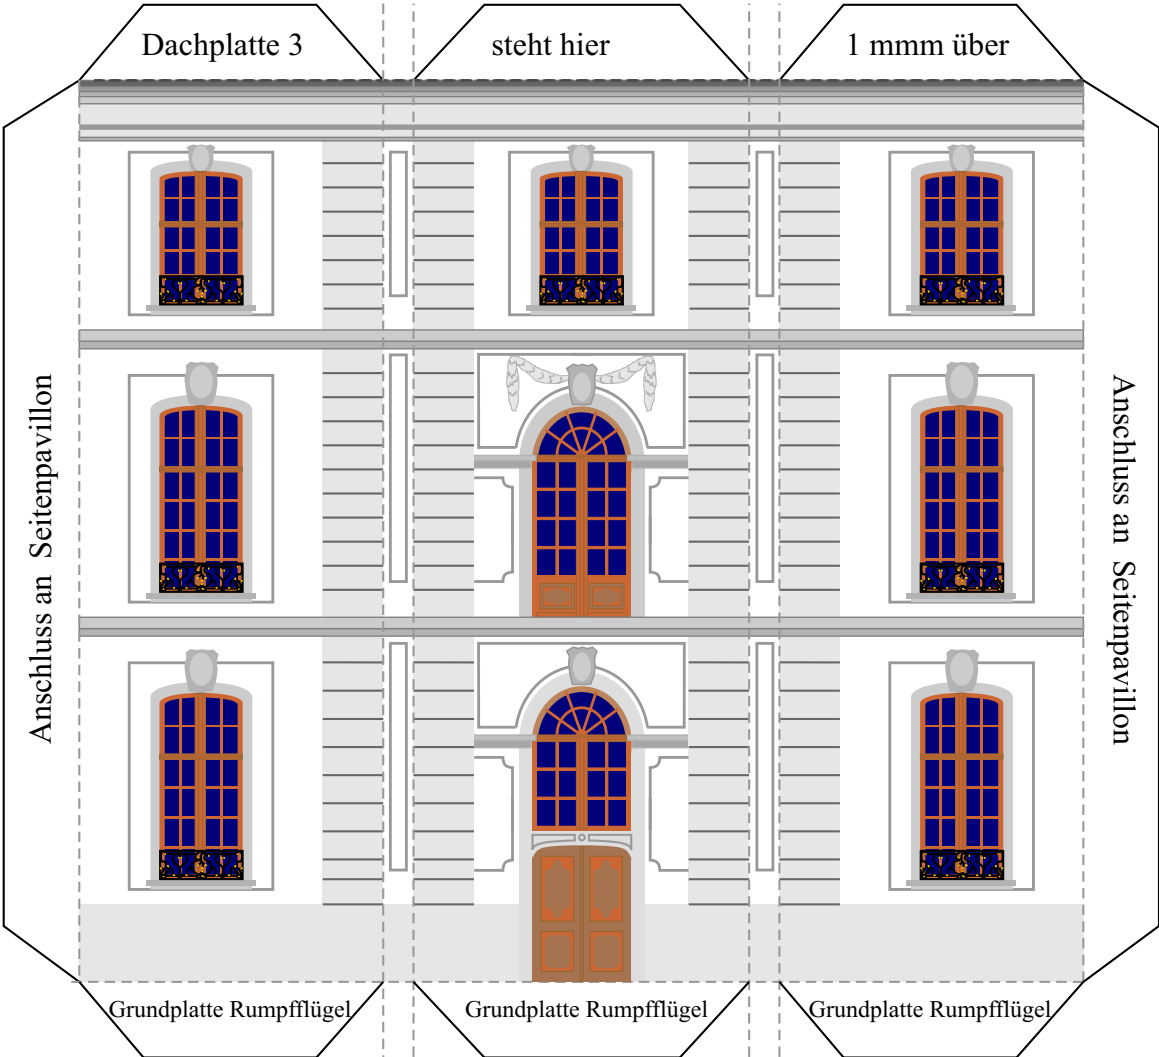 Dachplatte 3
steht hier
1 mmm über
Anschluss an Seitenpavillon
Anschluss an Seitenpavillon
Grundplatte Rumpfflügel
Grundplatte Rumpfflügel
Grundplatte Rumpfflügel